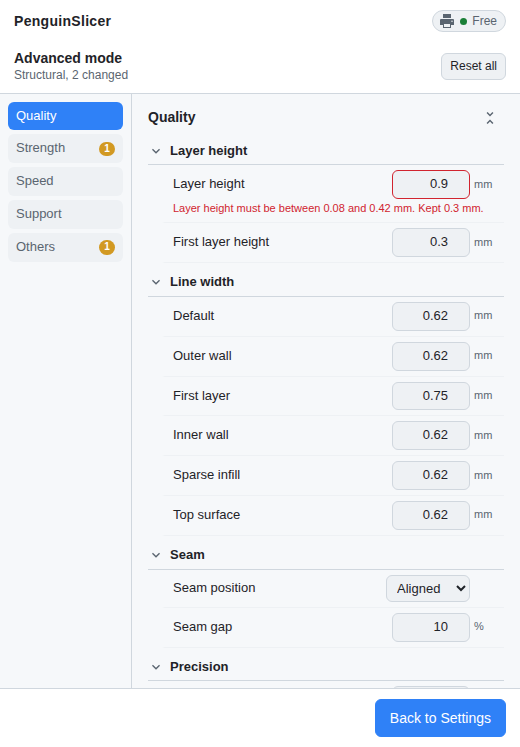 PenguinSlicer
Free
Advanced mode
Structural, 2 changed
Reset all
Quality
Strength 1
Speed
Support
Others 1
Quality
Layer height
Layer height 0.9 mm
Layer height must be between 0.08 and 0.42 mm. Kept 0.3 mm.
First layer height 0.3 mm
Line width
Default 0.62 mm
Outer wall 0.62 mm
First layer 0.75 mm
Inner wall 0.62 mm
Sparse infill 0.62 mm
Top surface 0.62 mm
Seam
Seam position Aligned
Seam gap 10 %
Precision
Back to Settings